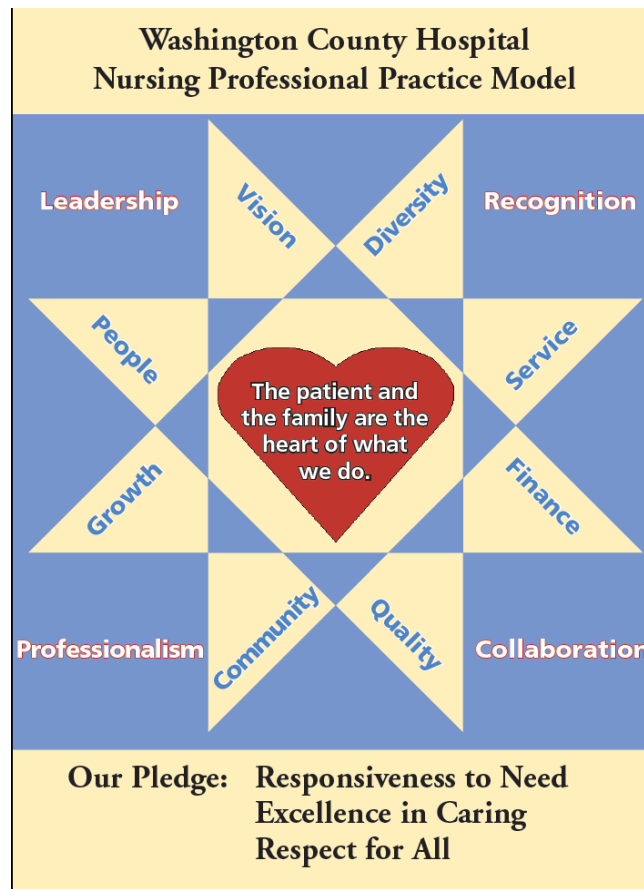 Washington County Hospital
Nursing Professional Practice Model
Leadership
Vision
Diversity
Recognition
People
Service
The patient and
the family are the
heart of what
we do.
Growth
Finance
Professionalism
Community
Quality
Collaboration
Our Pledge: Responsiveness to Need
Excellence in Caring
Respect for All